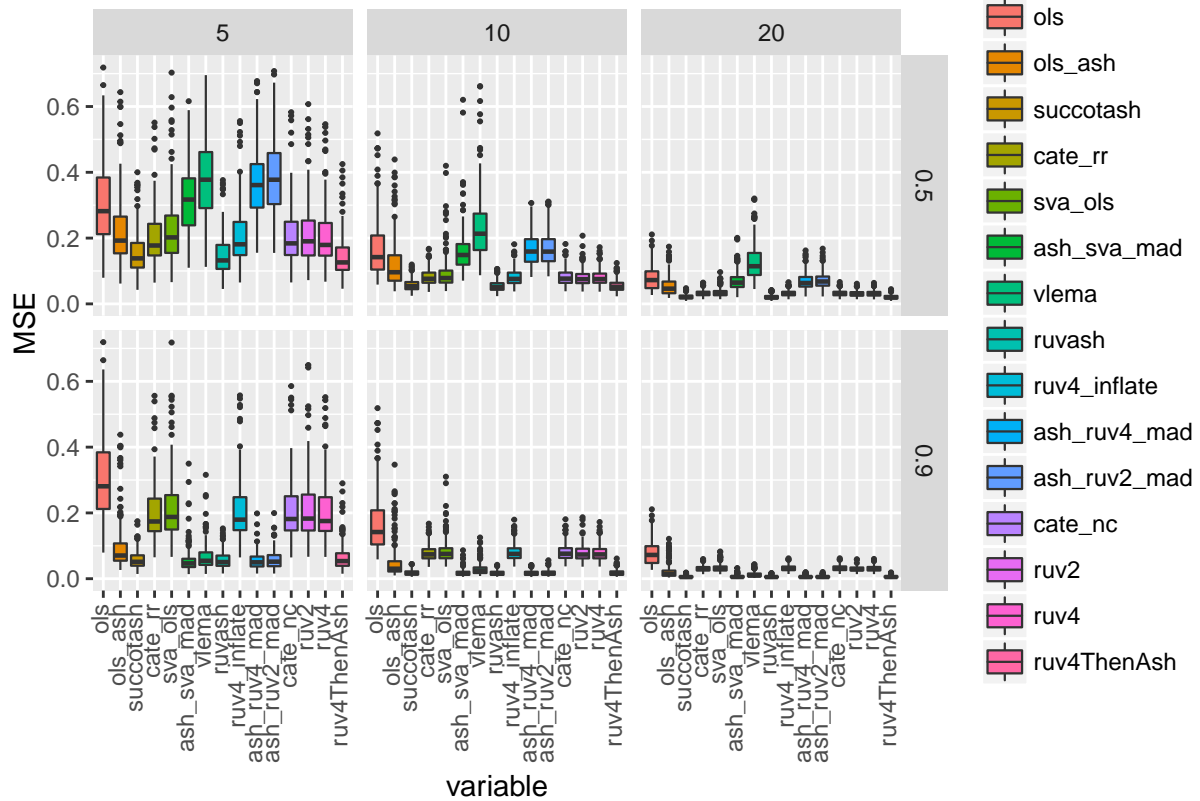 5
10
20
MSE
0.6
0.4
0.2
0.0
0.5
0.6
0.4
0.2
0.0
0.9
ols
ols_ash
succotash
cate_rr
sva_ols
ash_sva_mad
vlema
ruvash
ruv4_inflate
ash_ruv4_mad
ash_ruv2_mad
cate_nc
ruv2
ruv4
ruv4ThenAsh
ols
ols_ash
succotash
cate_rr
sva_ols
ash_sva_mad
vlema
ruvash
ruv4_inflate
ash_ruv4_mad
ash_ruv2_mad
cate_nc
ruv2
ruv4
ruv4ThenAsh
ols
ols_ash
succotash
cate_rr
sva_ols
ash_sva_mad
vlema
ruvash
ruv4_inflate
ash_ruv4_mad
ash_ruv2_mad
cate_nc
ruv2
ruv4
ruv4ThenAsh
variable
ols
ols_ash
succotash
cate_rr
sva_ols
ash_sva_mad
vlema
ruvash
ruv4_inflate
ash_ruv4_mad
ash_ruv2_mad
cate_nc
ruv2
ruv4
ruv4ThenAsh